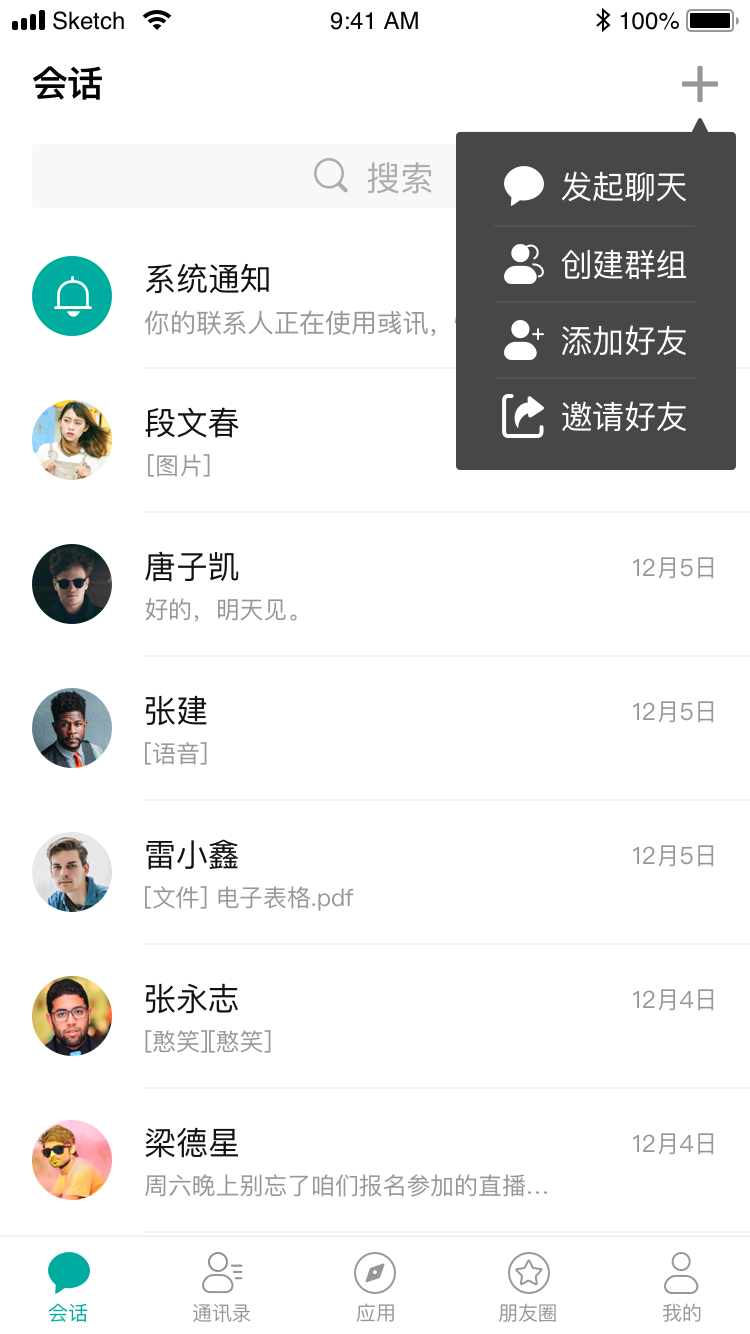 Sketch 9:41 AM 100%
会话
搜索
发起聊天
创建群组
添加好友
邀请好友
系统通知
你的联系人正在使用或讯，
段文春
[图片]
唐子凯 12月5日
好的，明天见。
张建 12月5日
[语音]
雷小鑫 12月5日
[文件] 电子表格.pdf
张永志 12月4日
[憨笑][憨笑]
梁德星 12月4日
周六晚上别忘了咱们报名参加的直播...
会话 通讯录 应用 朋友圈 我的